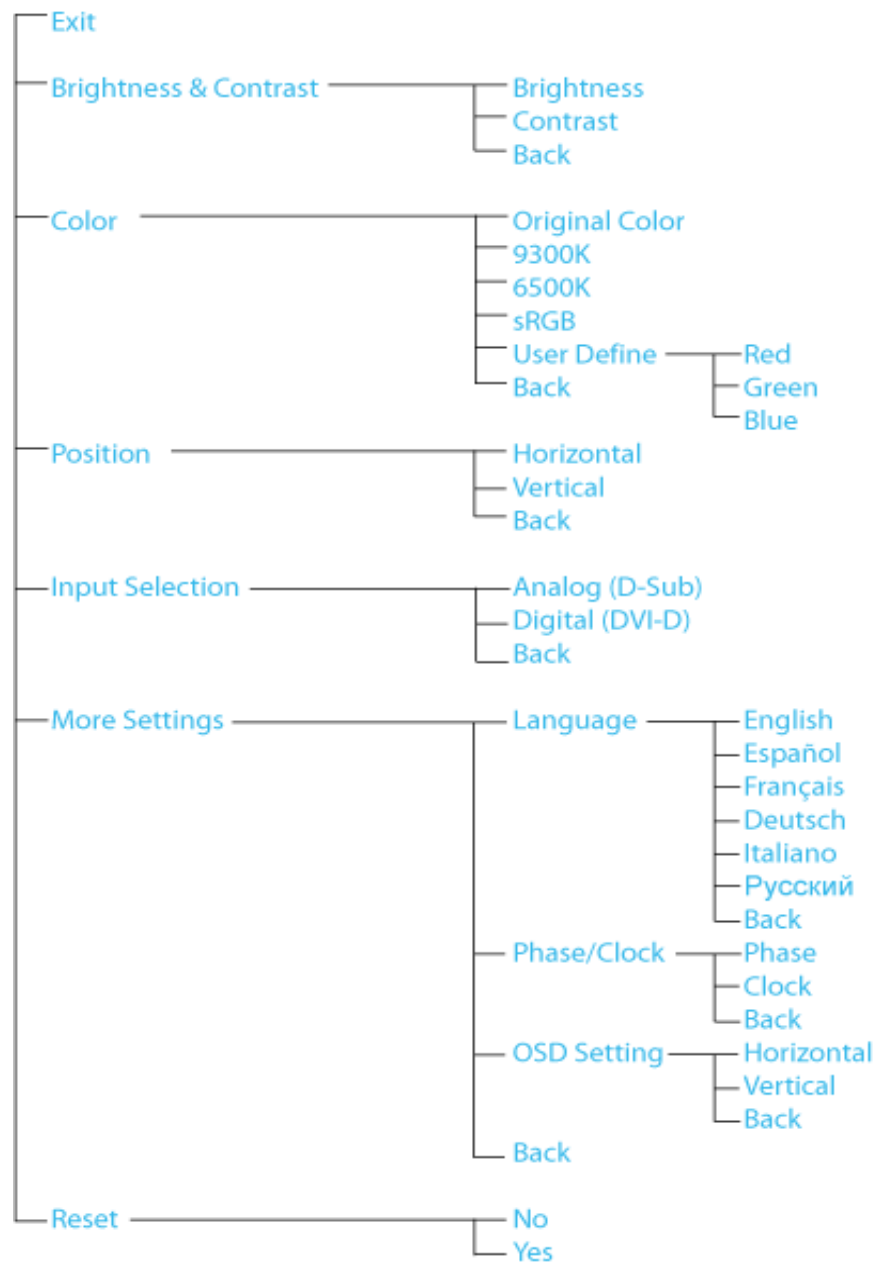 Exit
Brightness & Contrast
Brightness
Contrast
Back
Color
Original Color
9300K
6500K
sRGB
User Define
Red
Back
Green
Blue
Position
Horizontal
Vertical
Back
Input Selection
Analog (D-Sub)
Digital (DVI-D)
Back
More Settings
Language
English
Español
Français
Deutsch
Italiano
Русский
Back
Phase/Clock
Phase
Clock
Back
OSD Setting
Horizontal
Vertical
Back
Back
Reset
No
Yes